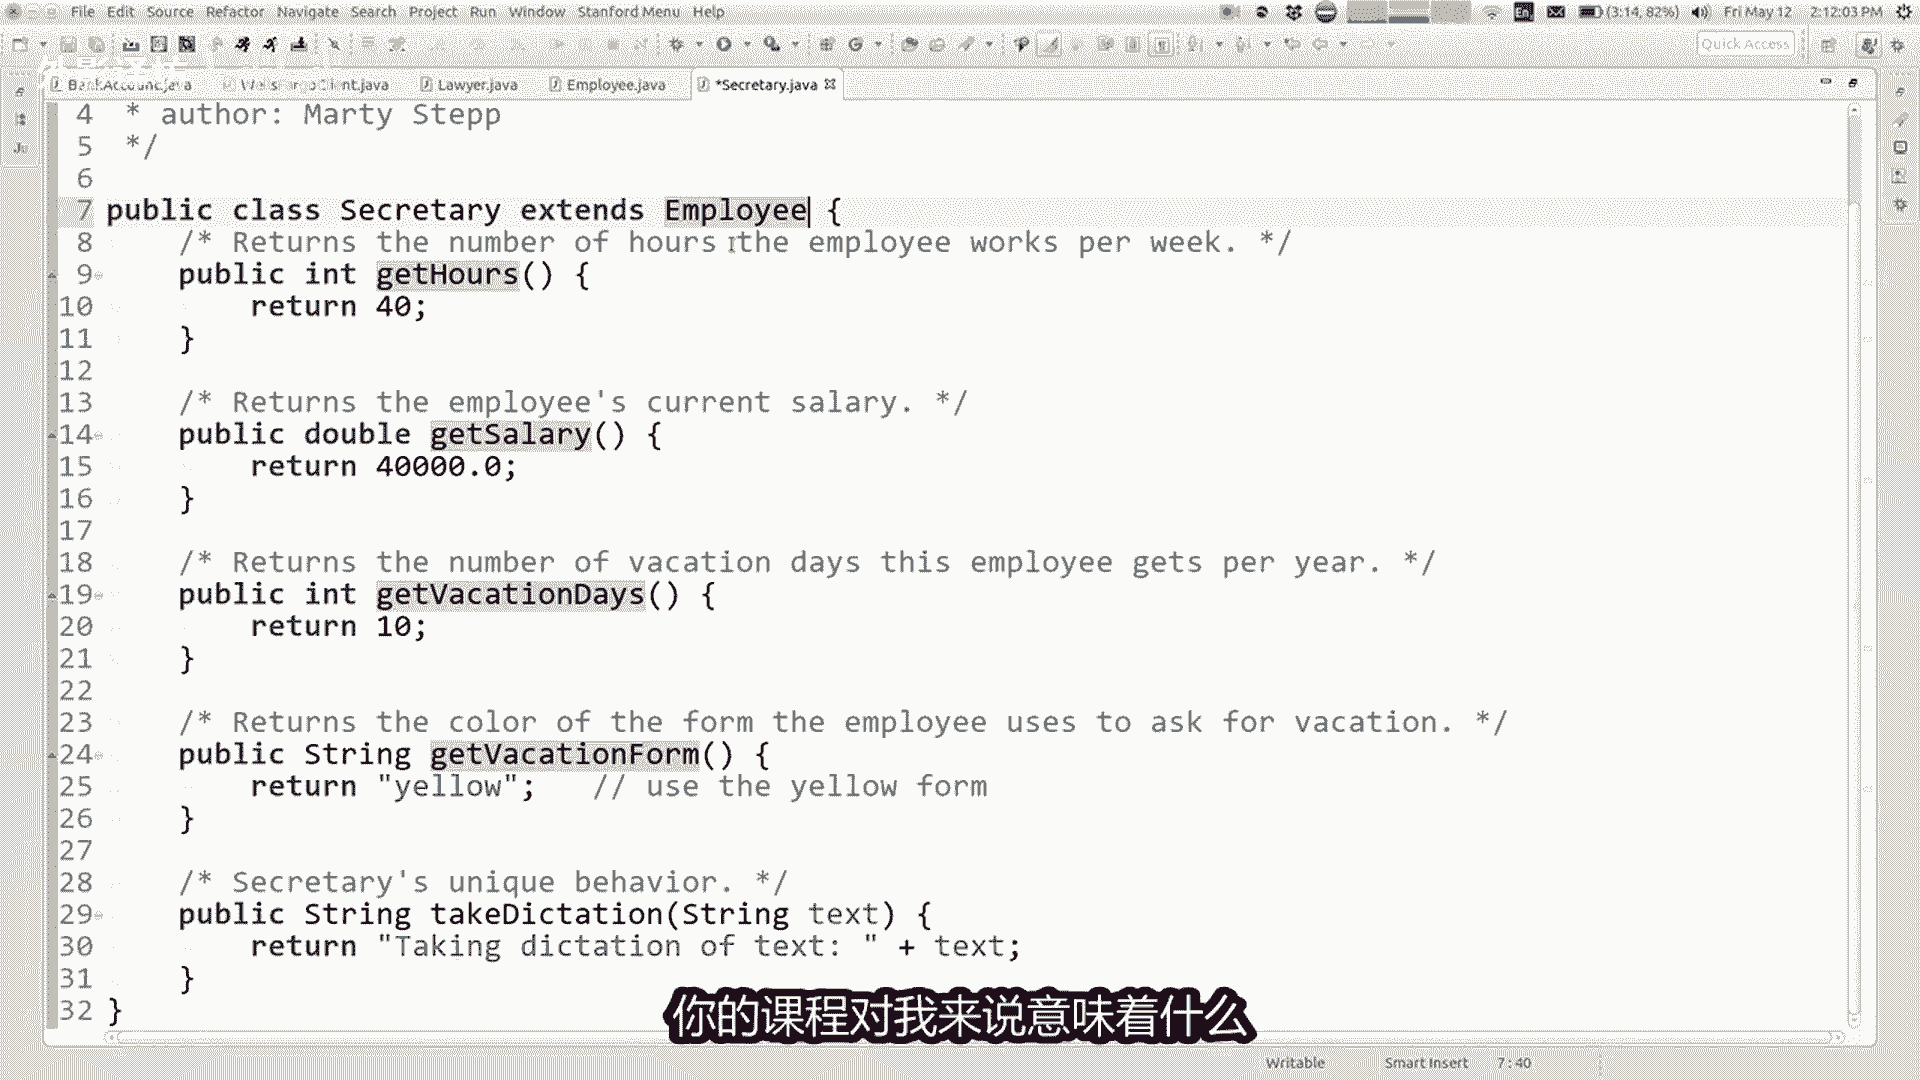 File Edit Source Refactor Navigate Search Project Run Window Stanford Menu Help
(3:14, 82%) Fri May 12 2:12:03 PM
Quick Access
BankAccount.java Lawyer.java Employee.java *Secretary.java
4 * author: Marty Stepp
5 */
6
7 public class Secretary extends Employee {
8 /* Returns the number of hours the employee works per week. */
9 public int getHours() {
10 return 40;
11 }
12
13 /* Returns the employee's current salary. */
14 public double getSalary() {
15 return 40000.0;
16 }
17
18 /* Returns the number of vacation days this employee gets per year. */
19 public int getVacationDays() {
20 return 10;
21 }
22
23 /* Returns the color of the form the employee uses to ask for vacation. */
24 public String getVacationForm() {
25 return "yellow"; // use the yellow form
26 }
27
28 /* Secretary's unique behavior. */
29 public String takeDictation(String text) {
30 return "Taking dictation of text: " + text;
31 }
32 }
你的课程对我来说意味着什么
Writable Smart Insert 7:40